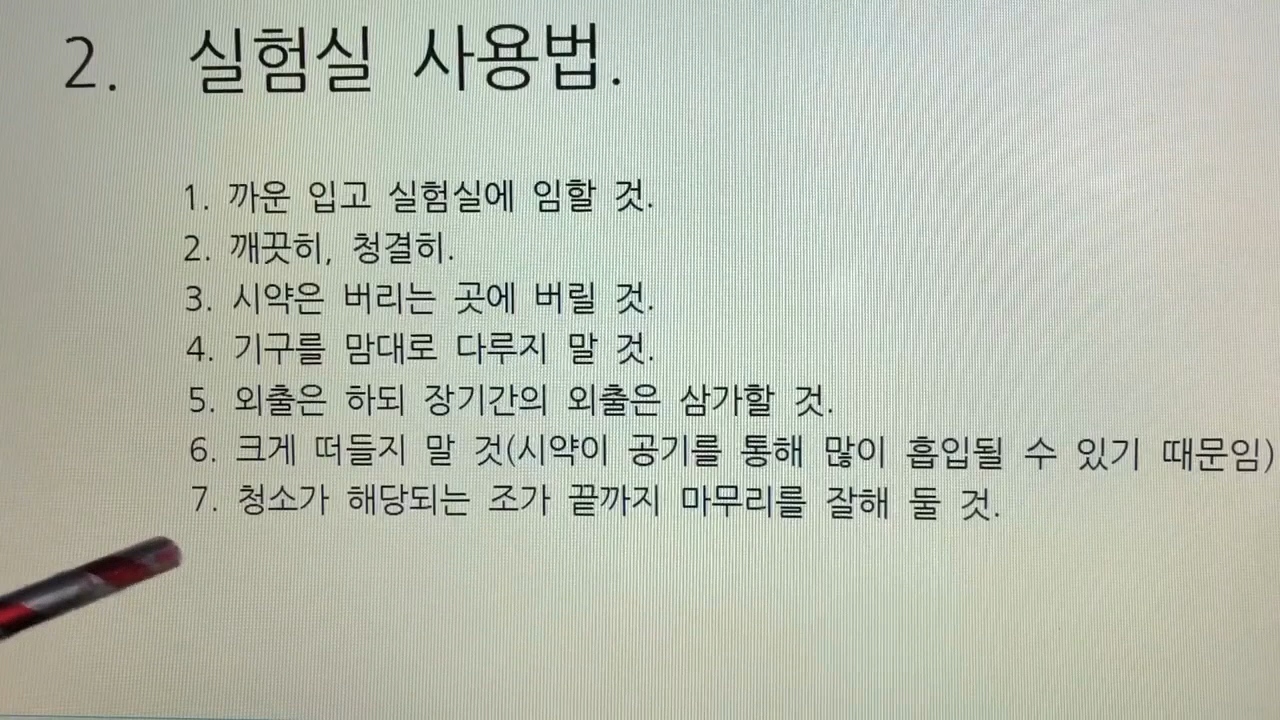 2. 실험실 사용법.
1. 까운 입고 실험실에 임할 것.
2. 깨끗히, 청결히.
3. 시약은 버리는 곳에 버릴 것.
4. 기구를 맘대로 다루지 말 것.
5. 외출은 하되 장기간의 외출은 삼가할 것.
6. 크게 떠들지 말 것(시약이 공기를 통해 많이 흡입될 수 있기 때문임)
7. 청소가 해당되는 조가 끝까지 마무리를 잘해 둘 것.